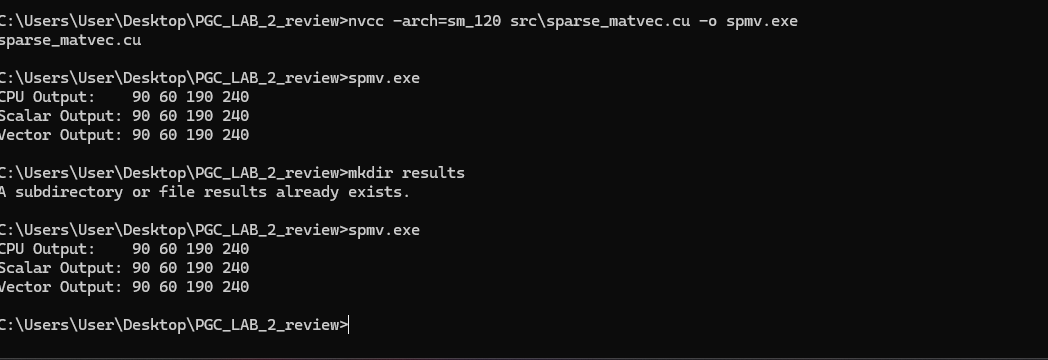 C:\Users\User\Desktop\PGC_LAB_2_review>nvcc -arch=sm_120 src\sparse_matvec.cu -o spmv.exe
sparse_matvec.cu
C:\Users\User\Desktop\PGC_LAB_2_review>spmv.exe
CPU Output:    90 60 190 240
Scalar Output: 90 60 190 240
Vector Output: 90 60 190 240
C:\Users\User\Desktop\PGC_LAB_2_review>mkdir results
A subdirectory or file results already exists.
C:\Users\User\Desktop\PGC_LAB_2_review>spmv.exe
CPU Output:    90 60 190 240
Scalar Output: 90 60 190 240
Vector Output: 90 60 190 240
C:\Users\User\Desktop\PGC_LAB_2_review>